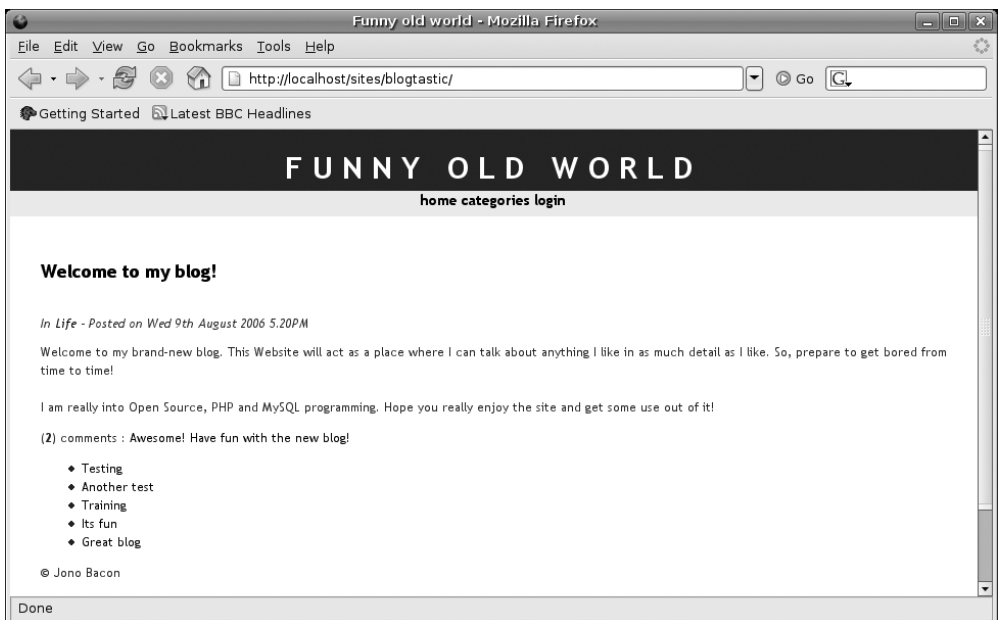 Funny old world - Mozilla Firefox
File Edit View Go Bookmarks Tools Help
http://localhost/sites/blogtastic/ Go G
Getting Started Latest BBC Headlines
FUNNY OLD WORLD
home categories login
Welcome to my blog!
In Life - Posted on Wed 9th August 2006 5.20PM
Welcome to my brand-new blog. This Website will act as a place where I can talk about anything I like in as much detail as I like. So, prepare to get bored from
time to time!
I am really into Open Source, PHP and MySQL programming. Hope you really enjoy the site and get some use out of it!
(2) comments : Awesome! Have fun with the new blog!
Testing
Another test
Training
Its fun
Great blog
© Jono Bacon
Done